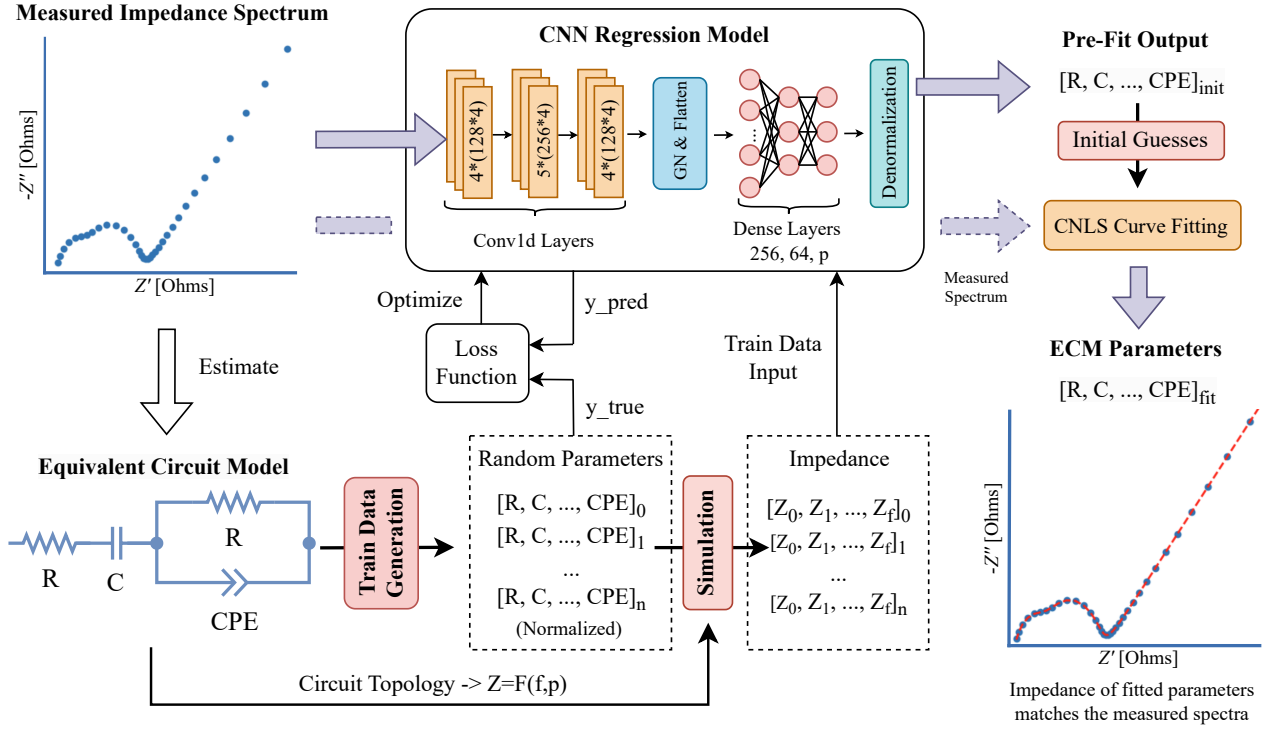 Measured Impedance Spectrum
-Z″ [Ohms]
Z′ [Ohms]
CNN Regression Model
4*(128*4)
5*(256*4)
4*(128*4)
GN & Flatten
...
Denormalization
Conv1d Layers
Dense Layers
256, 64, p
Pre-Fit Output
[R, C, ..., CPE]init
Initial Guesses
CNLS Curve Fitting
Measured
Spectrum
ECM Parameters
[R, C, ..., CPE]fit
Optimize
y_pred
Loss
Function
y_true
Train Data
Input
Estimate
Equivalent Circuit Model
R
C
R
CPE
Train Data
Generation
Random Parameters
[R, C, ..., CPE]0
[R, C, ..., CPE]1
...
[R, C, ..., CPE]n
(Normalized)
Simulation
Impedance
[Z0, Z1, ..., Zf]0
[Z0, Z1, ..., Zf]1
...
[Z0, Z1, ..., Zf]n
Circuit Topology -> Z=F(f,p)
-Z″ [Ohms]
Z′ [Ohms]
Impedance of fitted parameters
matches the measured spectra